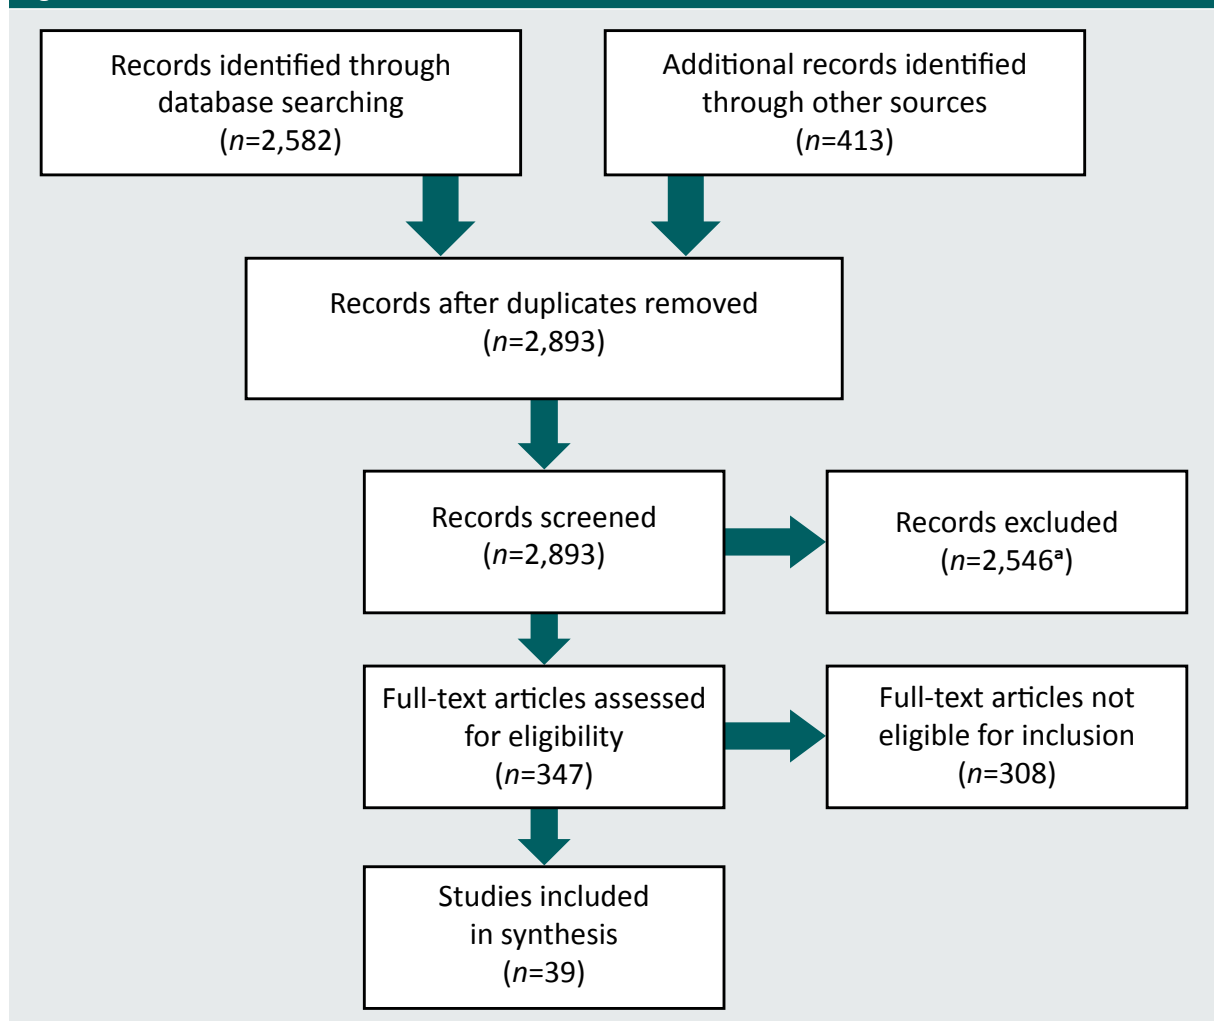 Records identified through
database searching
(n=2,582)
Additional records identified
through other sources
(n=413)
Records after duplicates removed
(n=2,893)
Records screened
(n=2,893)
Records excluded
(n=2,546ᵃ)
Full-text articles assessed
for eligibility
(n=347)
Full-text articles not
eligible for inclusion
(n=308)
Studies included
in synthesis
(n=39)